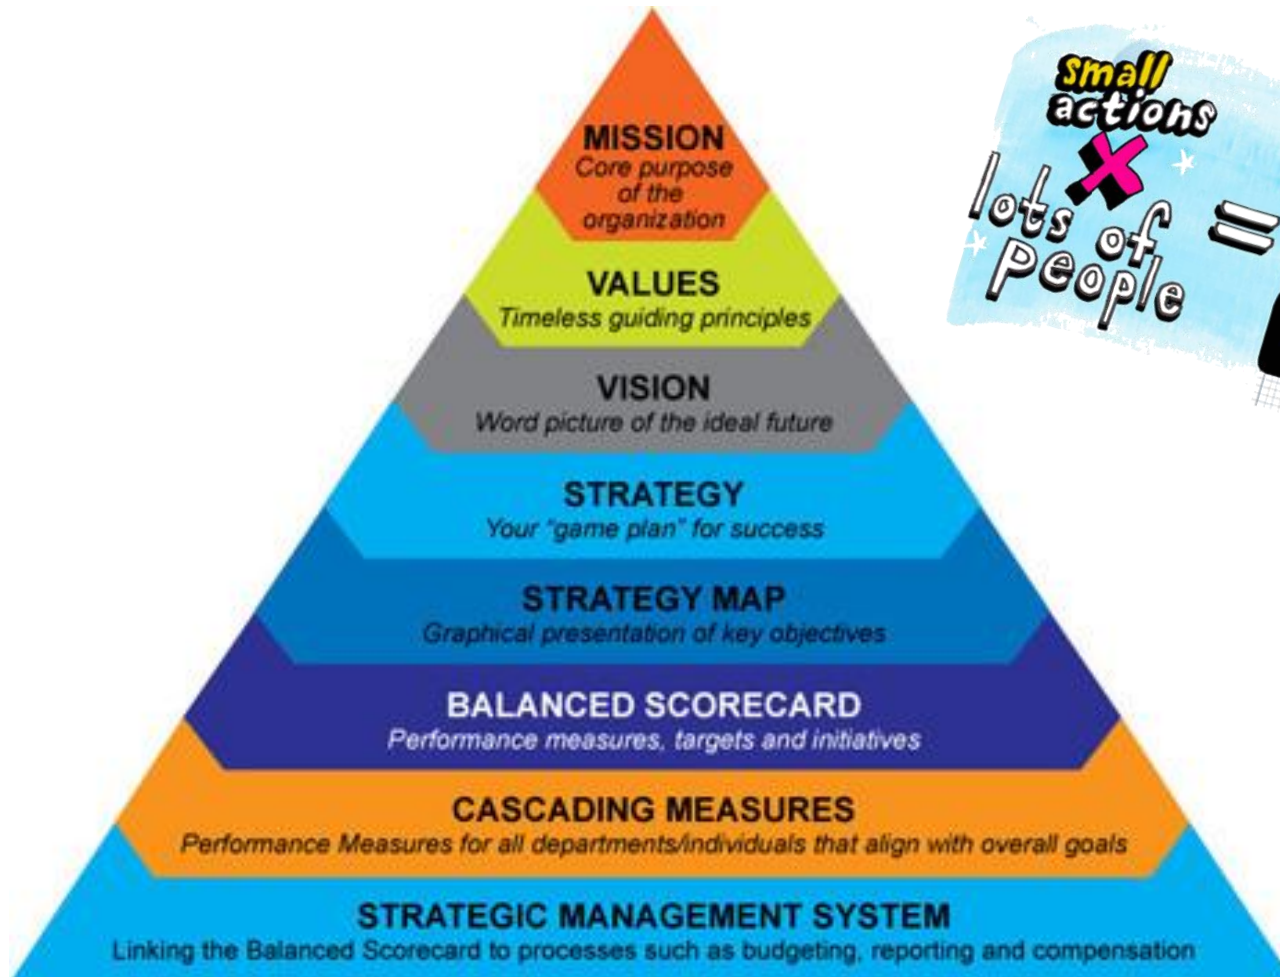 MISSION
Core purpose
of the
organization
VALUES
Timeless guiding principles
VISION
Word picture of the ideal future
STRATEGY
Your “game plan” for success
STRATEGY MAP
Graphical presentation of key objectives
BALANCED SCORECARD
Performance measures, targets and initiatives
CASCADING MEASURES
Performance Measures for all departments/individuals that align with overall goals
STRATEGIC MANAGEMENT SYSTEM
Linking the Balanced Scorecard to processes such as budgeting, reporting and compensation
small
actions
X
lots of =
people